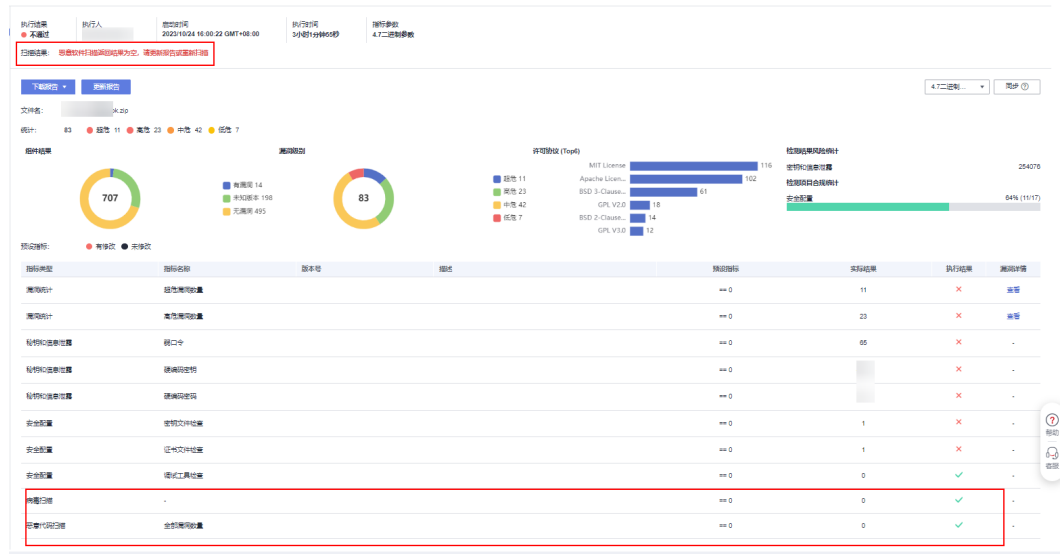 执行结果 执行人 启动时间 执行时间 指标参数
不通过 2023/10/24 16:00:22 GMT+08:00 3小时1分钟65秒 4.7二进制参数
扫描结果: 恶意软件扫描返回结果为空,请更新报告或重新扫描
下载报告 更新报告 4.7二进制... 同步
文件名: ok.zip
统计: 83 超危 11 高危 23 中危 42 低危 7
组件结果 漏洞级别 许可协议 (Top6) 检测结果风险统计
707
有漏洞 14
未知版本 198
无漏洞 495
83
超危 11
高危 23
中危 42
低危 7
MIT License 116
Apache Licen... 102
BSD 3-Clause... 61
GPL V2.0 18
BSD 2-Clause... 14
GPL V3.0 12
密钥和信息泄露 254076
检测项目合规统计
安全配置 64% (11/17)
预设指标: 有修改 未修改
指标类型 指标名称 版本号 描述 预设指标 实际结果 执行结果 漏洞详情
漏洞统计 超危漏洞数量 == 0 11 查看
漏洞统计 高危漏洞数量 == 0 23 查看
秘钥和信息泄露 弱口令 == 0 65 -
秘钥和信息泄露 硬编码密钥 == 0 -
秘钥和信息泄露 硬编码密码 == 0 -
安全配置 密钥文件检查 == 0 1 -
安全配置 证书文件检查 == 0 1 -
安全配置 调试工具检查 == 0 0 -
病毒扫描 - == 0 0 -
恶意代码扫描 全部漏洞数量 == 0 0 -
帮助
客服